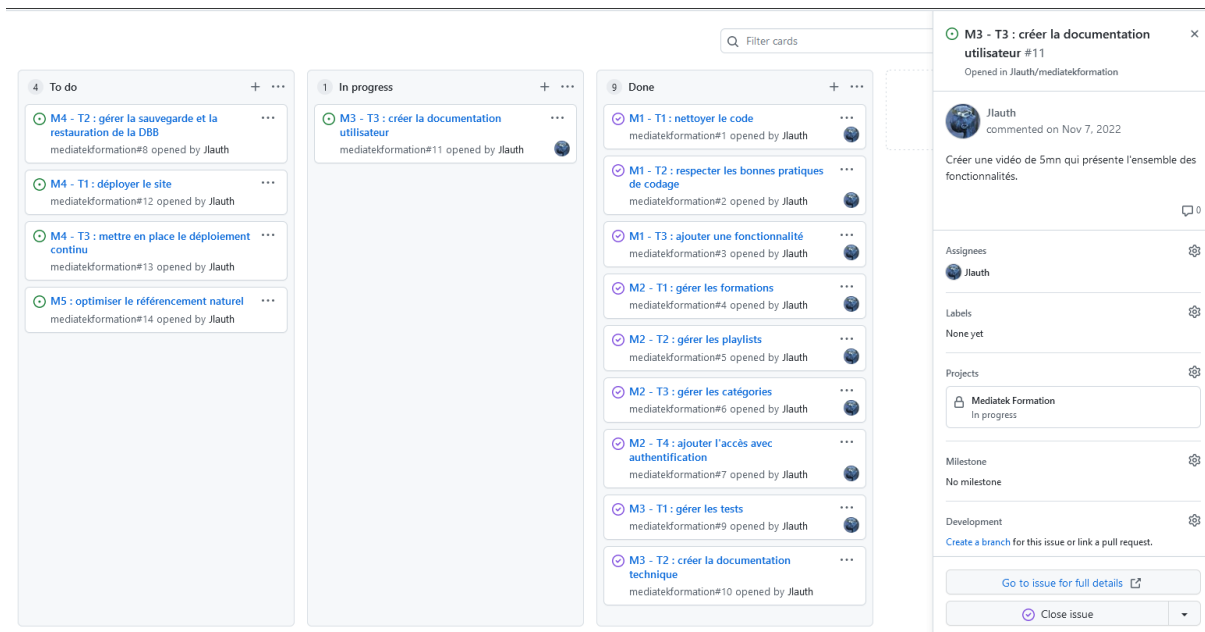 Filter cards
4 To do
M4 - T2 : gérer la sauvegarde et la
restauration de la DBB
mediatekformation#8 opened by Jlauth
M4 - T1 : déployer le site
mediatekformation#12 opened by Jlauth
M4 - T3 : mettre en place le déploiement
continu
mediatekformation#13 opened by Jlauth
M5 : optimiser le référencement naturel
mediatekformation#14 opened by Jlauth
1 In progress
M3 - T3 : créer la documentation
utilisateur
mediatekformation#11 opened by Jlauth
9 Done
M1 - T1 : nettoyer le code
mediatekformation#1 opened by Jlauth
M1 - T2 : respecter les bonnes pratiques
de codage
mediatekformation#2 opened by Jlauth
M1 - T3 : ajouter une fonctionnalité
mediatekformation#3 opened by Jlauth
M2 - T1 : gérer les formations
mediatekformation#4 opened by Jlauth
M2 - T2 : gérer les playlists
mediatekformation#5 opened by Jlauth
M2 - T3 : gérer les catégories
mediatekformation#6 opened by Jlauth
M2 - T4 : ajouter l'accès avec
authentification
mediatekformation#7 opened by Jlauth
M3 - T1 : gérer les tests
mediatekformation#9 opened by Jlauth
M3 - T2 : créer la documentation
technique
mediatekformation#10 opened by Jlauth
M3 - T3 : créer la documentation
utilisateur #11
Opened in Jlauth/mediatekformation
Jlauth
commented on Nov 7, 2022
Créer une vidéo de 5mn qui présente l'ensemble des
fonctionnalités.
0
Assignees
Jlauth
Labels
None yet
Projects
Mediatek Formation
In progress
Milestone
No milestone
Development
Create a branch for this issue or link a pull request.
Go to issue for full details
Close issue